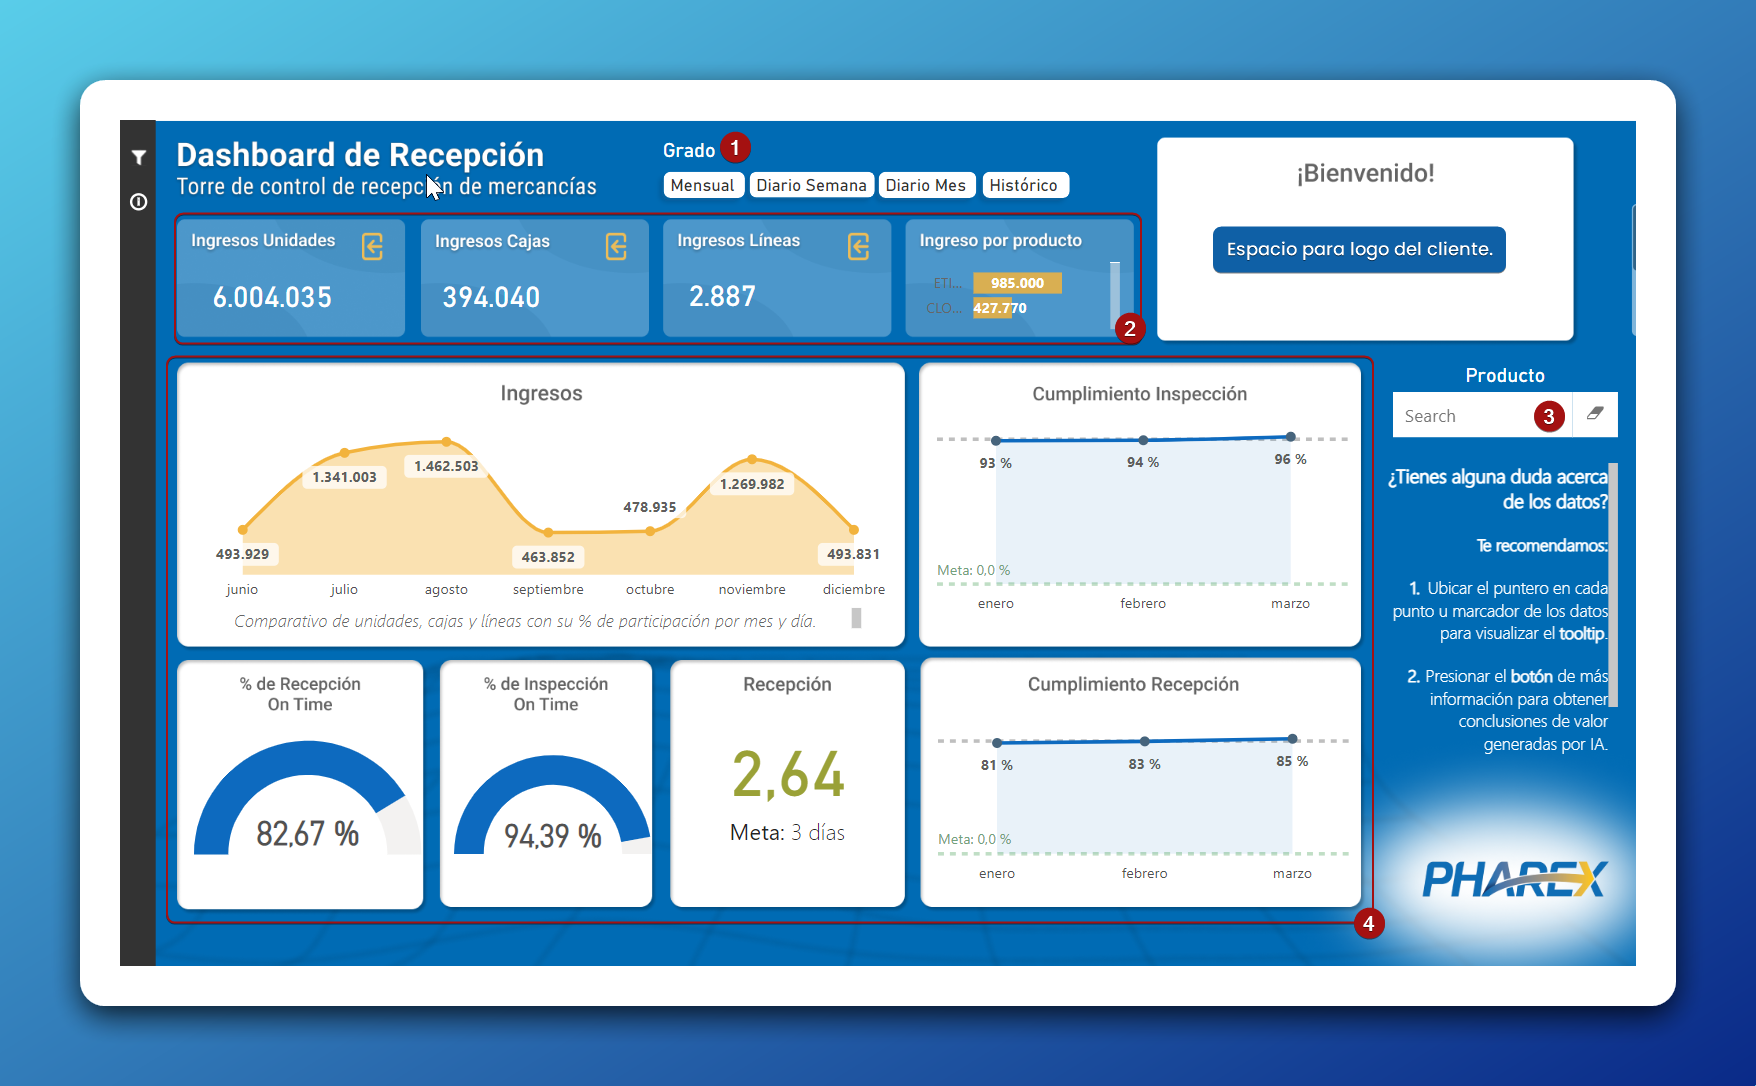 Dashboard de Recepción
Torre de control de recepción de mercancías
Grado
1
Mensual
Diario Semana
Diario Mes
Histórico
¡Bienvenido!
Espacio para logo del cliente.
Ingresos Unidades
6.004.035
Ingresos Cajas
394.040
Ingresos Líneas
2.887
Ingreso por producto
ETI... 985.000
CLO... 427.770
2
Ingresos
493.929
1.341.003
1.462.503
463.852
478.935
1.269.982
493.831
junio julio agosto septiembre octubre noviembre diciembre
Comparativo de unidades, cajas y líneas con su % de participación por mes y día.
Cumplimiento Inspección
93 % 94 % 96 %
Meta: 0,0 %
enero febrero marzo
Producto
Search
3
¿Tienes alguna duda acerca
de los datos?
Te recomendamos:
1. Ubicar el puntero en cada
punto u marcador de los datos
para visualizar el tooltip.
2. Presionar el botón de más
información para obtener
conclusiones de valor
generadas por IA.
% de Recepción
On Time
82,67 %
% de Inspección
On Time
94,39 %
Recepción
2,64
Meta: 3 días
Cumplimiento Recepción
81 % 83 % 85 %
Meta: 0,0 %
enero febrero marzo
4
PHAREX